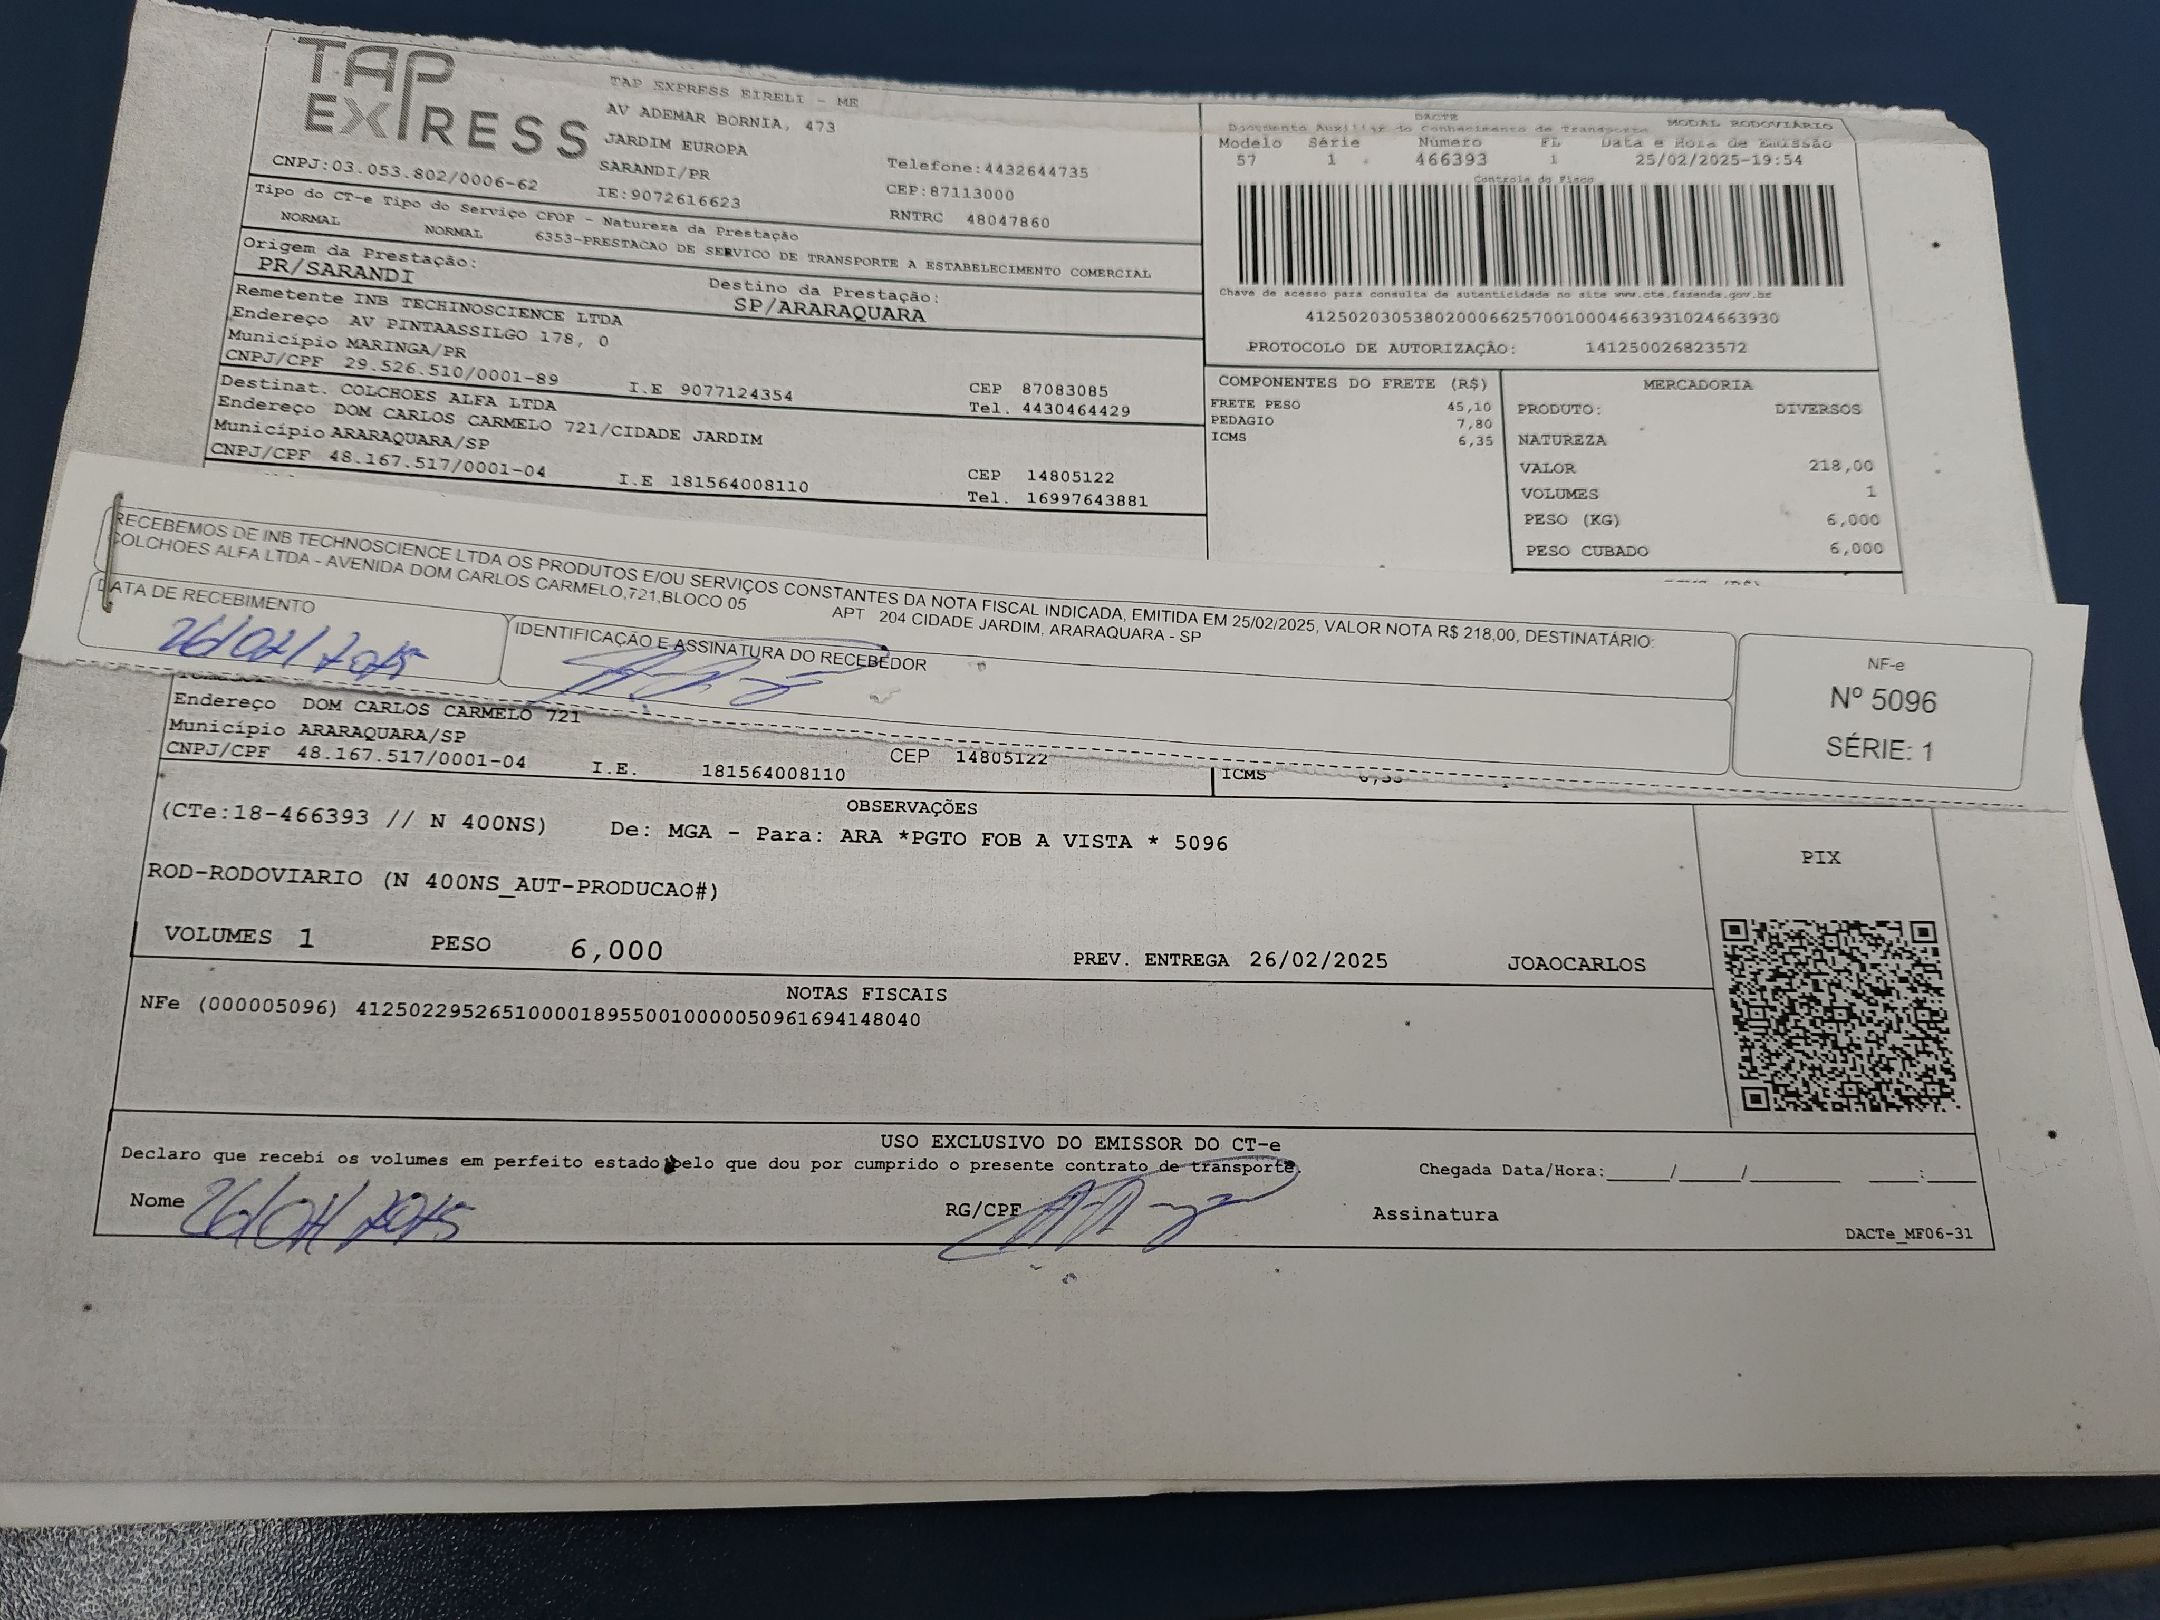 TAP EXPRESS
TAP EXPRESS EIRELI - ME
AV ADEMAR BORNIA, 473
JARDIM EUROPA
SARANDI/PR
CNPJ:03.053.802/0006-62
IE:9072616623
Telefone:4432644735
CEP:87113000
RNTRC 48047860
Tipo do CT-e Tipo do Serviço CFOP - Natureza da Prestação
NORMAL NORMAL 6353-PRESTACAO DE SERVICO DE TRANSPORTE A ESTABELECIMENTO COMERCIAL
Origem da Prestação:
PR/SARANDI
Destino da Prestação:
SP/ARARAQUARA
Remetente INB TECHINOSCIENCE LTDA
Endereço AV PINTAASSILGO 178, 0
Município MARINGA/PR
CNPJ/CPF 29.526.510/0001-89 I.E 9077124354 CEP 87083085
Tel. 4430464429
Destinat. COLCHOES ALFA LTDA
Endereço DOM CARLOS CARMELO 721/CIDADE JARDIM
Município ARARAQUARA/SP
CNPJ/CPF 48.167.517/0001-04 I.E 181564008110 CEP 14805122
Tel. 16997643881
DACTE MODAL RODOVIÁRIO
Documento Auxiliar do Conhecimento de Transporte
Modelo Série Número FL Data e Hora de Emissão
57 1 466393 1 25/02/2025-19:54
Controle do Fisco
Chave de acesso para consulta de autenticidade no site www.cte.fazenda.gov.br
41250203053802000662570010004663931024663930
PROTOCOLO DE AUTORIZAÇÃO: 141250026823572
COMPONENTES DO FRETE (R$)
FRETE PESO 45,10
PEDAGIO 7,80
ICMS 6,35
MERCADORIA
PRODUTO: DIVERSOS
NATUREZA
VALOR 218,00
VOLUMES 1
PESO (KG) 6,000
PESO CUBADO 6,000
RECEBEMOS DE INB TECHNOSCIENCE LTDA OS PRODUTOS E/OU SERVIÇOS CONSTANTES DA NOTA FISCAL INDICADA, EMITIDA EM 25/02/2025, VALOR NOTA R$ 218,00, DESTINATÁRIO:
COLCHOES ALFA LTDA - AVENIDA DOM CARLOS CARMELO,721,BLOCO 05 APT 204 CIDADE JARDIM, ARARAQUARA - SP
DATA DE RECEBIMENTO
IDENTIFICAÇÃO E ASSINATURA DO RECEBEDOR
NF-e
Nº 5096
SÉRIE: 1
Endereço DOM CARLOS CARMELO 721
Município ARARAQUARA/SP
CNPJ/CPF 48.167.517/0001-04 I.E. 181564008110 CEP 14805122
ICMS
OBSERVAÇÕES
(CTe:18-466393 // N 400NS) De: MGA - Para: ARA *PGTO FOB A VISTA * 5096
ROD-RODOVIARIO (N 400NS_AUT-PRODUCAO#)
VOLUMES 1 PESO 6,000 PREV. ENTREGA 26/02/2025 JOAOCARLOS
PIX
NOTAS FISCAIS
NFe (000005096) 41250229526510000189550010000050961694148040
USO EXCLUSIVO DO EMISSOR DO CT-e
Declaro que recebi os volumes em perfeito estado pelo que dou por cumprido o presente contrato de transporte.
Chegada Data/Hora:____/____/______ ___:___
Nome RG/CPF Assinatura
DACTe_MF06-31